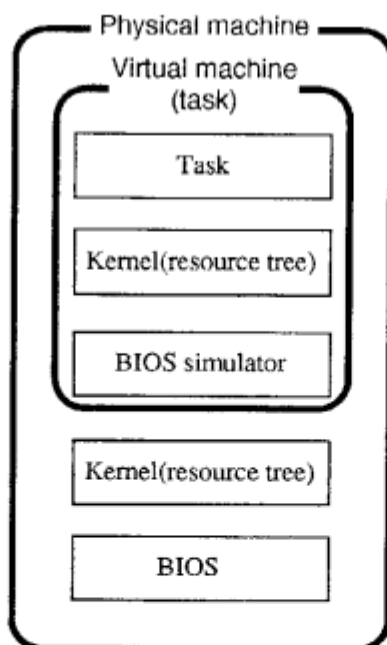 Physical machine
Virtual machine
(task)
Task
Kernel(resource tree)
BIOS simulator
Kernel(resource tree)
BIOS